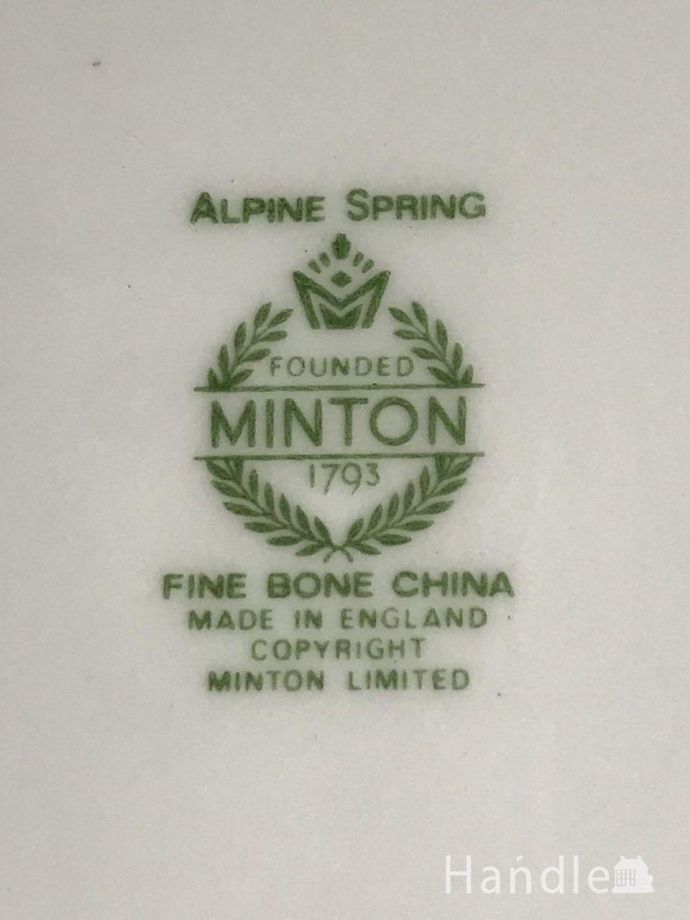 ALPINE SPRING
FOUNDED
MINTON
1793
FINE BONE CHINA
MADE IN ENGLAND
COPYRIGHT
MINTON LIMITED
Handle